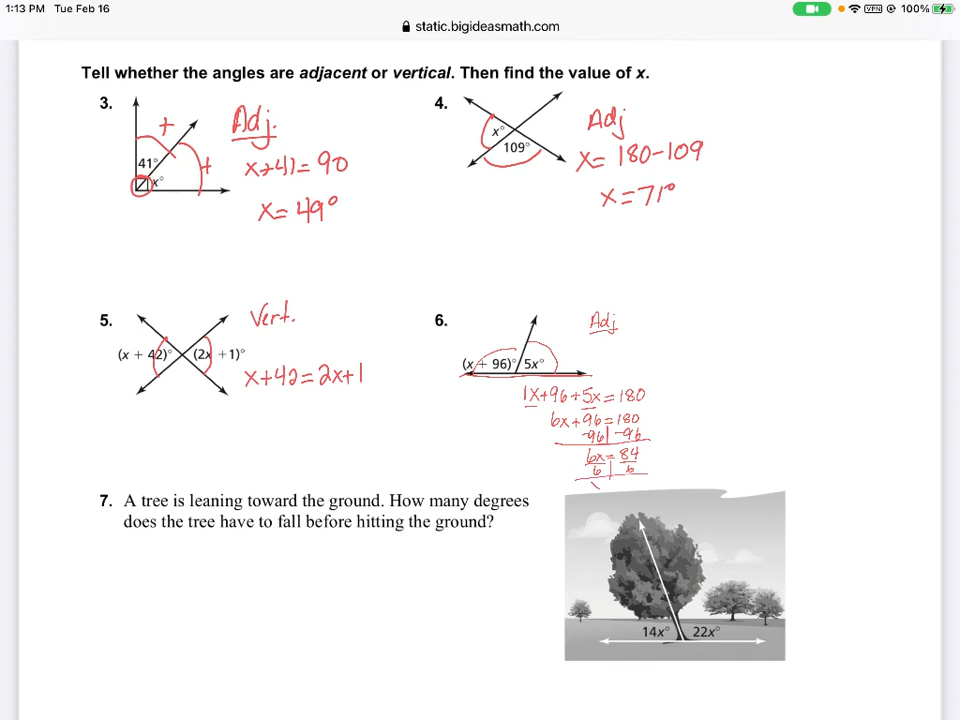 1:13 PM Tue Feb 16
VPN 100%
static.bigideasmath.com
Tell whether the angles are adjacent or vertical. Then find the value of x.
3.
41°
x°
Adj.
x+41=90
x=49°
4.
x°
109°
Adj
x=180-109
x=71°
5.
(x + 42)°
(2x +1)°
Vert.
x+42=2x+1
6.
(x + 96)°
5x°
Adj
1x+96+5x=180
6x+96=180
-96 -96
6x=84
6 6
7. A tree is leaning toward the ground. How many degrees
does the tree have to fall before hitting the ground?
14x°
22x°